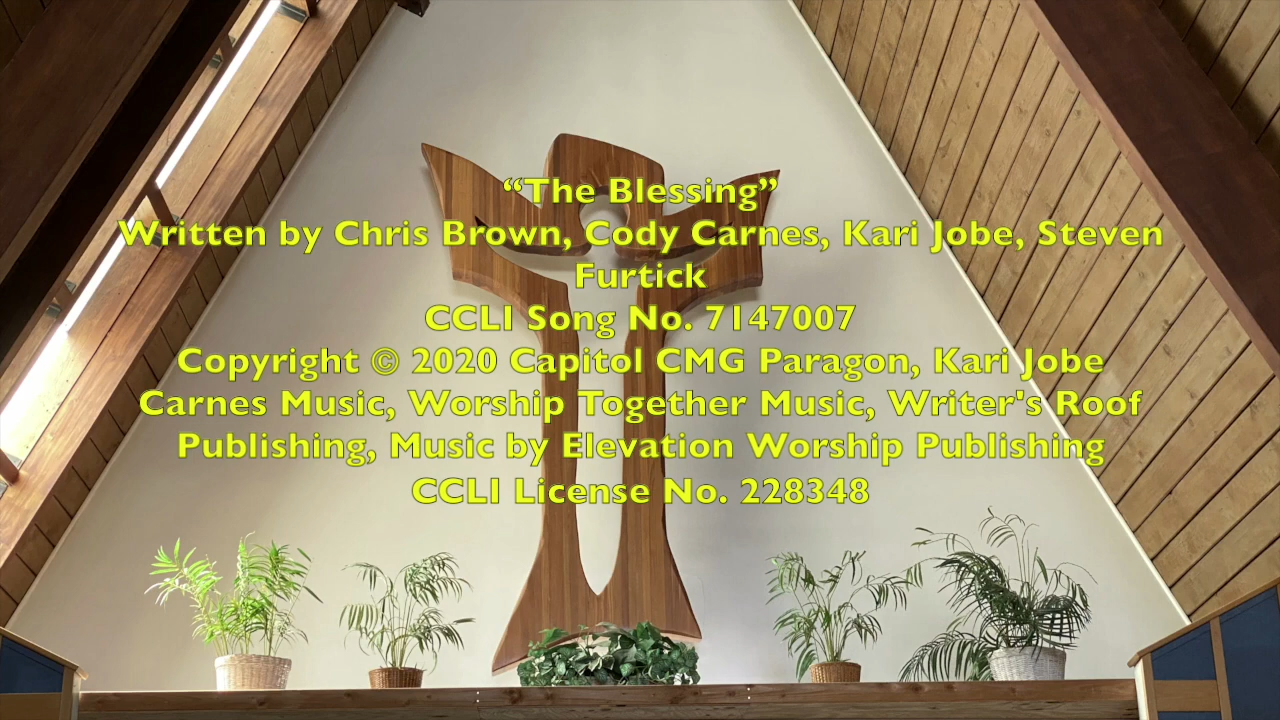 “The Blessing”
Written by Chris Brown, Cody Carnes, Kari Jobe, Steven
Furtick
CCLI Song No. 7147007
Copyright © 2020 Capitol CMG Paragon, Kari Jobe
Carnes Music, Worship Together Music, Writer's Roof
Publishing, Music by Elevation Worship Publishing
CCLI License No. 228348